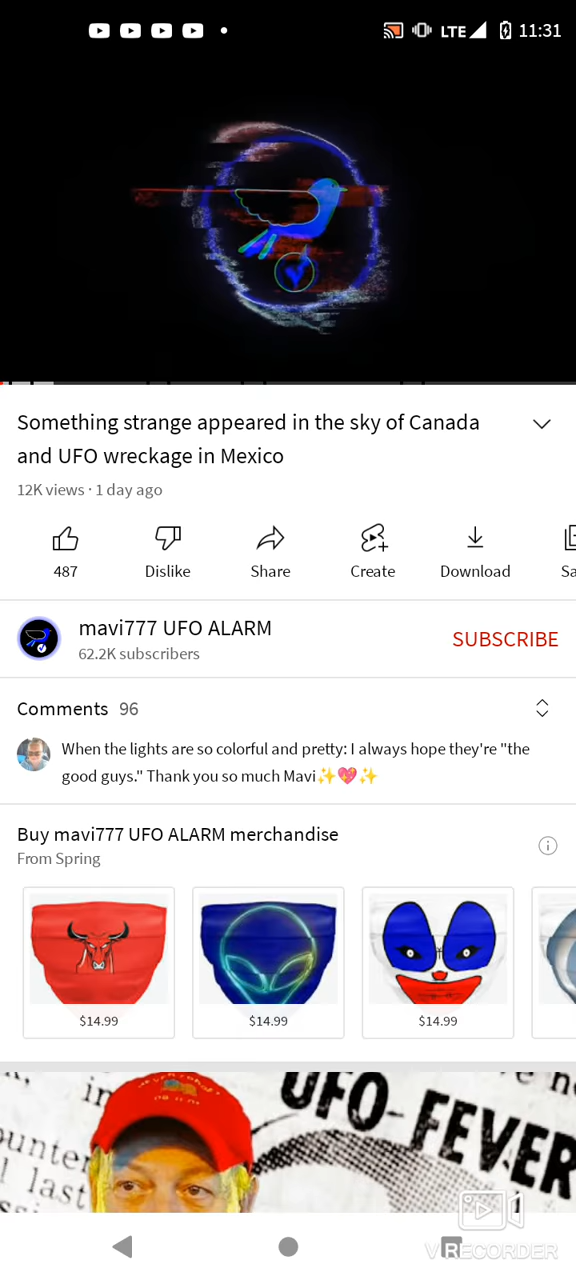 LTE 11:31
Something strange appeared in the sky of Canada
and UFO wreckage in Mexico
12K views · 1 day ago
487 Dislike Share Create Download
mavi777 UFO ALARM
62.2K subscribers
SUBSCRIBE
Comments 96
When the lights are so colorful and pretty: I always hope they're "the
good guys." Thank you so much Mavi✨💖✨
Buy mavi777 UFO ALARM merchandise
From Spring
$14.99 $14.99 $14.99
UFO-FEVER
last
VRECORDER